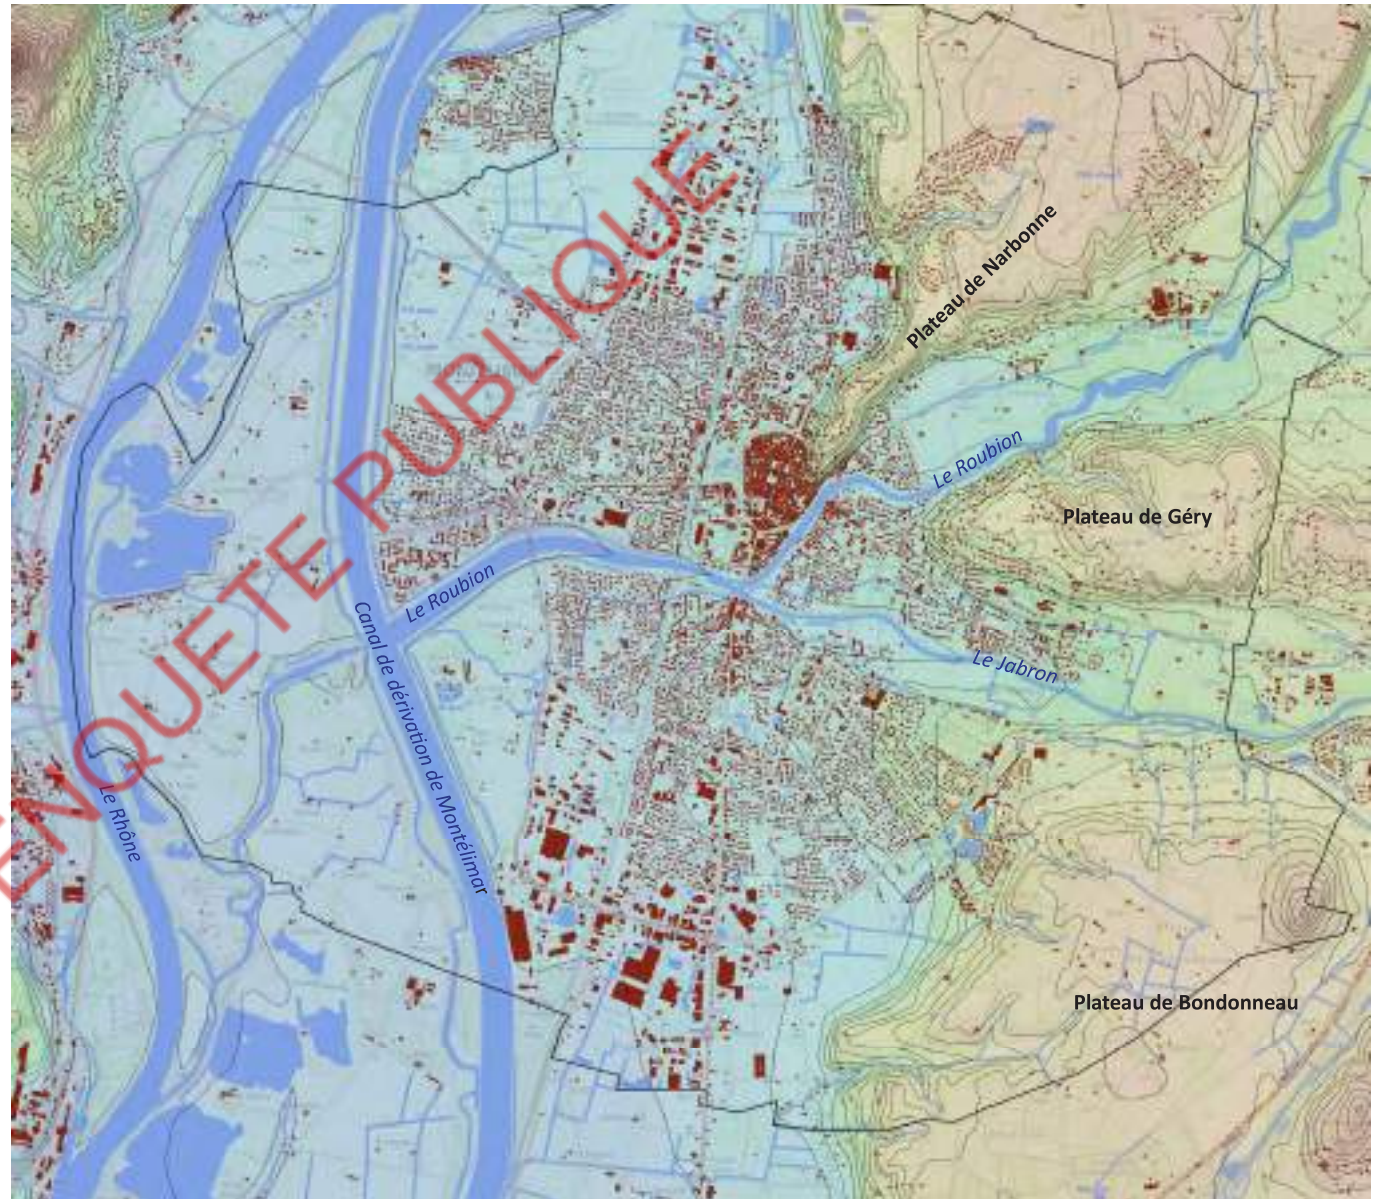 ENQUETE PUBLIQUE
Plateau de Narbonne
Le Roubion
Plateau de Géry
Le Roubion
Canal de dérivation de Montélimar
Le Jabron
Le Rhône
Plateau de Bondonneau